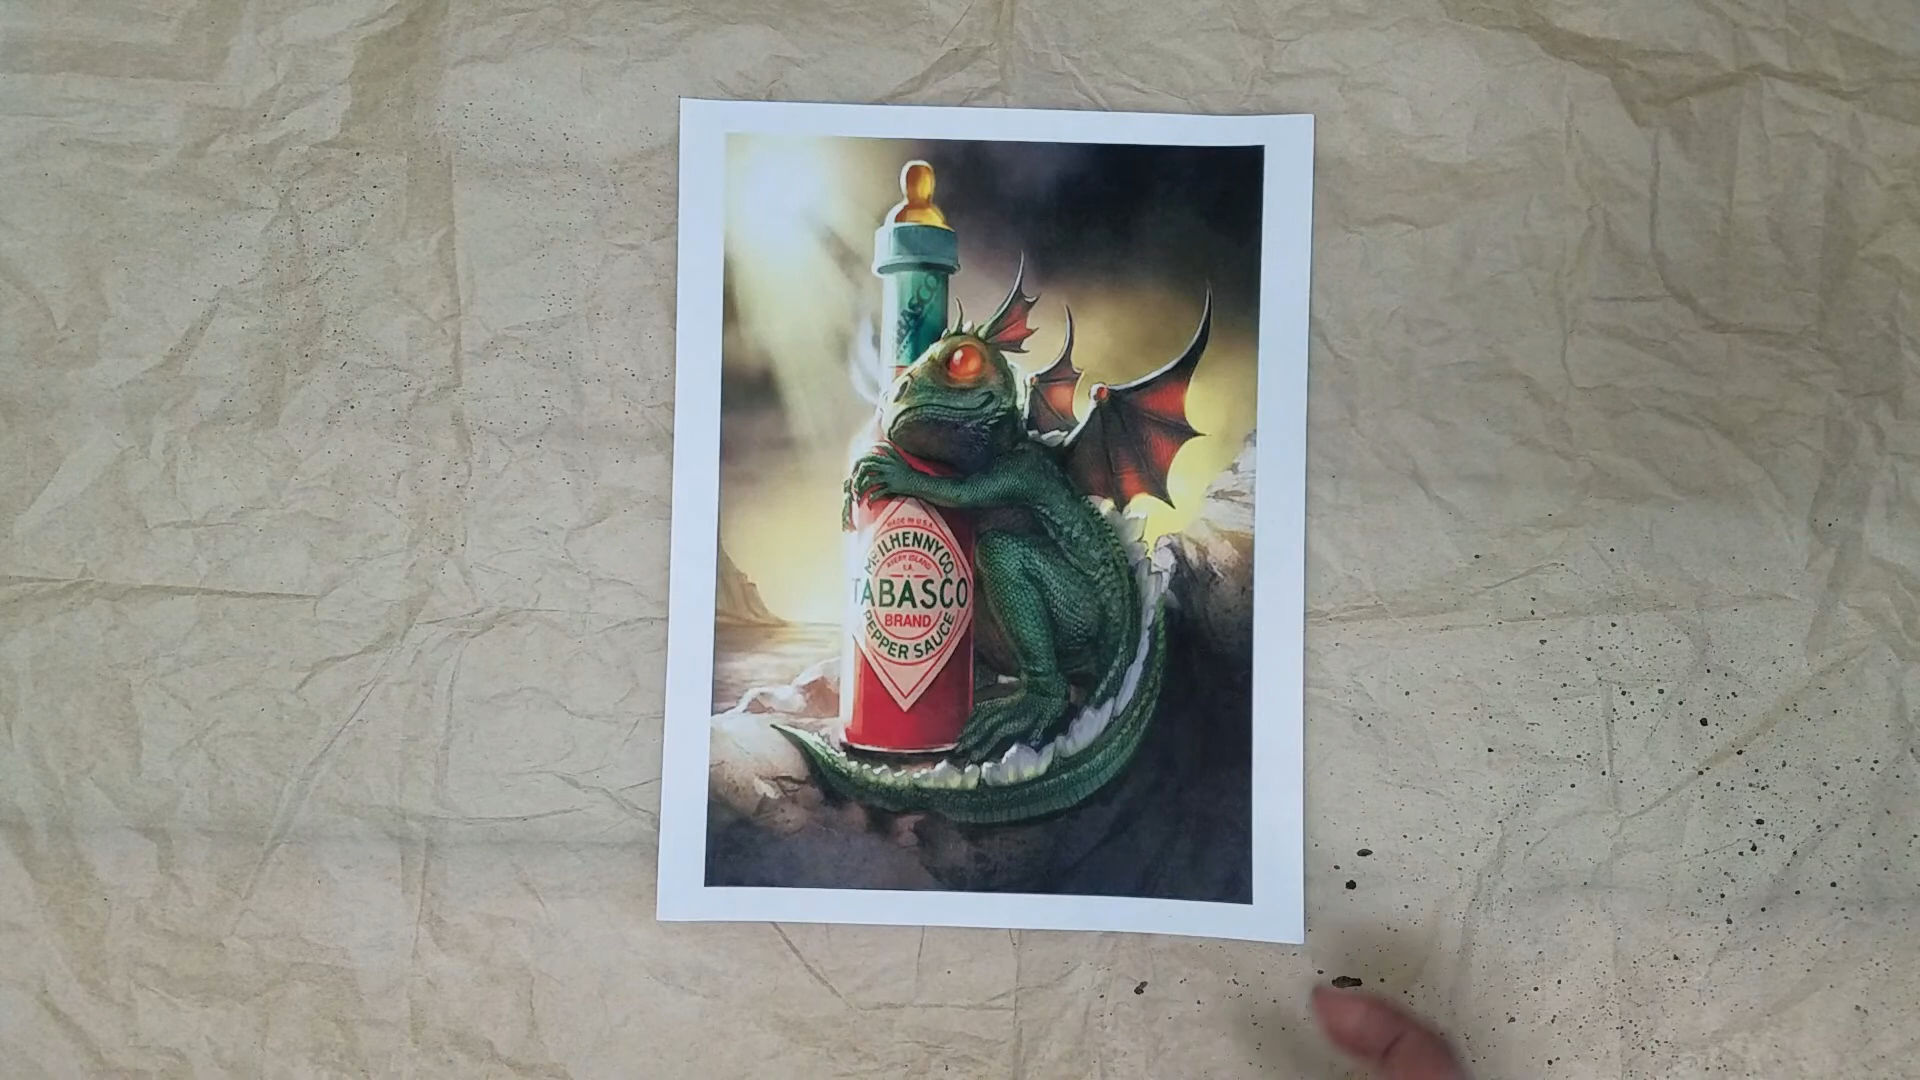 MADE IN U.S.A.
McILHENNY CO.
AVERY ISLAND
LA.
TABASCO
BRAND
PEPPER SAUCE